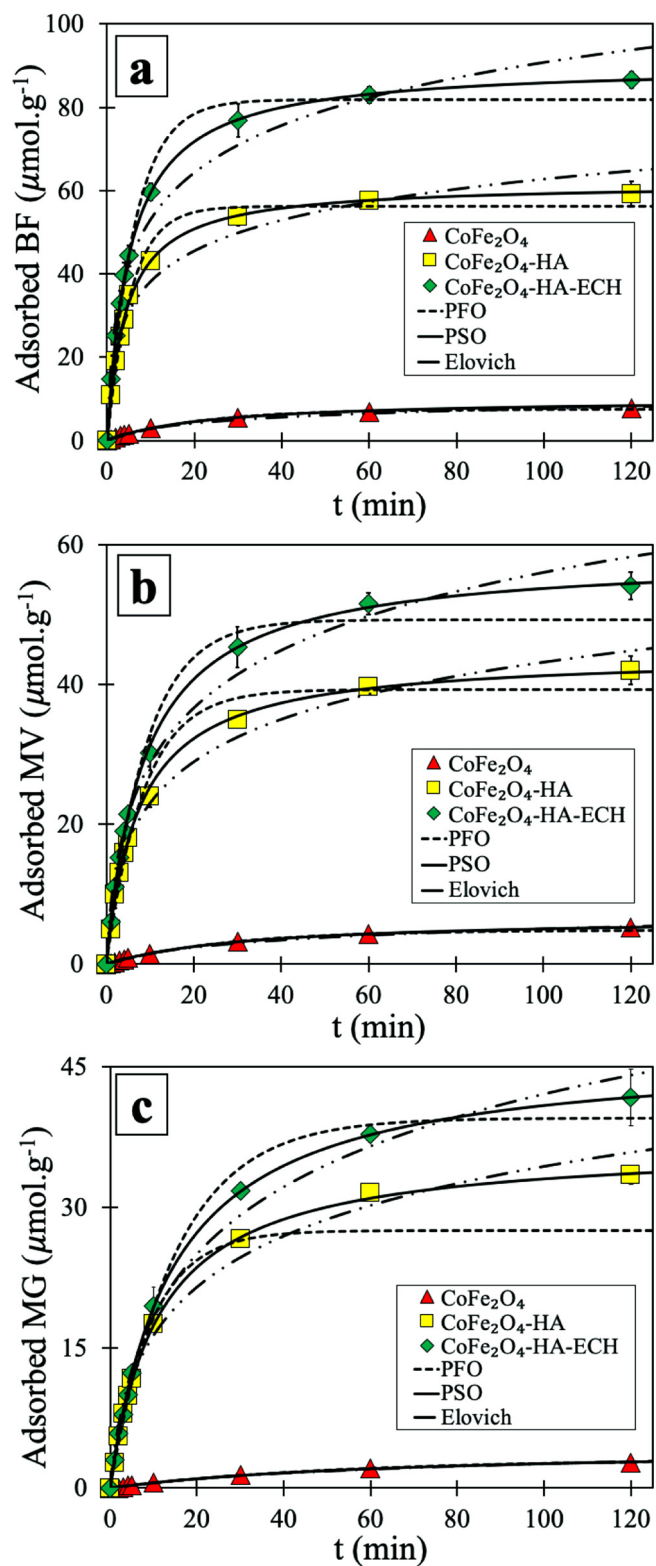 a
Adsorbed BF (µmol.g⁻¹)
100
80
60
40
20
0
CoFe₂O₄
CoFe₂O₄-HA
CoFe₂O₄-HA-ECH
PFO
PSO
Elovich
0 20 40 60 80 100 120
t (min)
b
Adsorbed MV (µmol.g⁻¹)
60
40
20
0
CoFe₂O₄
CoFe₂O₄-HA
CoFe₂O₄-HA-ECH
PFO
PSO
Elovich
0 20 40 60 80 100 120
t (min)
c
Adsorbed MG (µmol.g⁻¹)
45
30
15
0
CoFe₂O₄
CoFe₂O₄-HA
CoFe₂O₄-HA-ECH
PFO
PSO
Elovich
0 20 40 60 80 100 120
t (min)